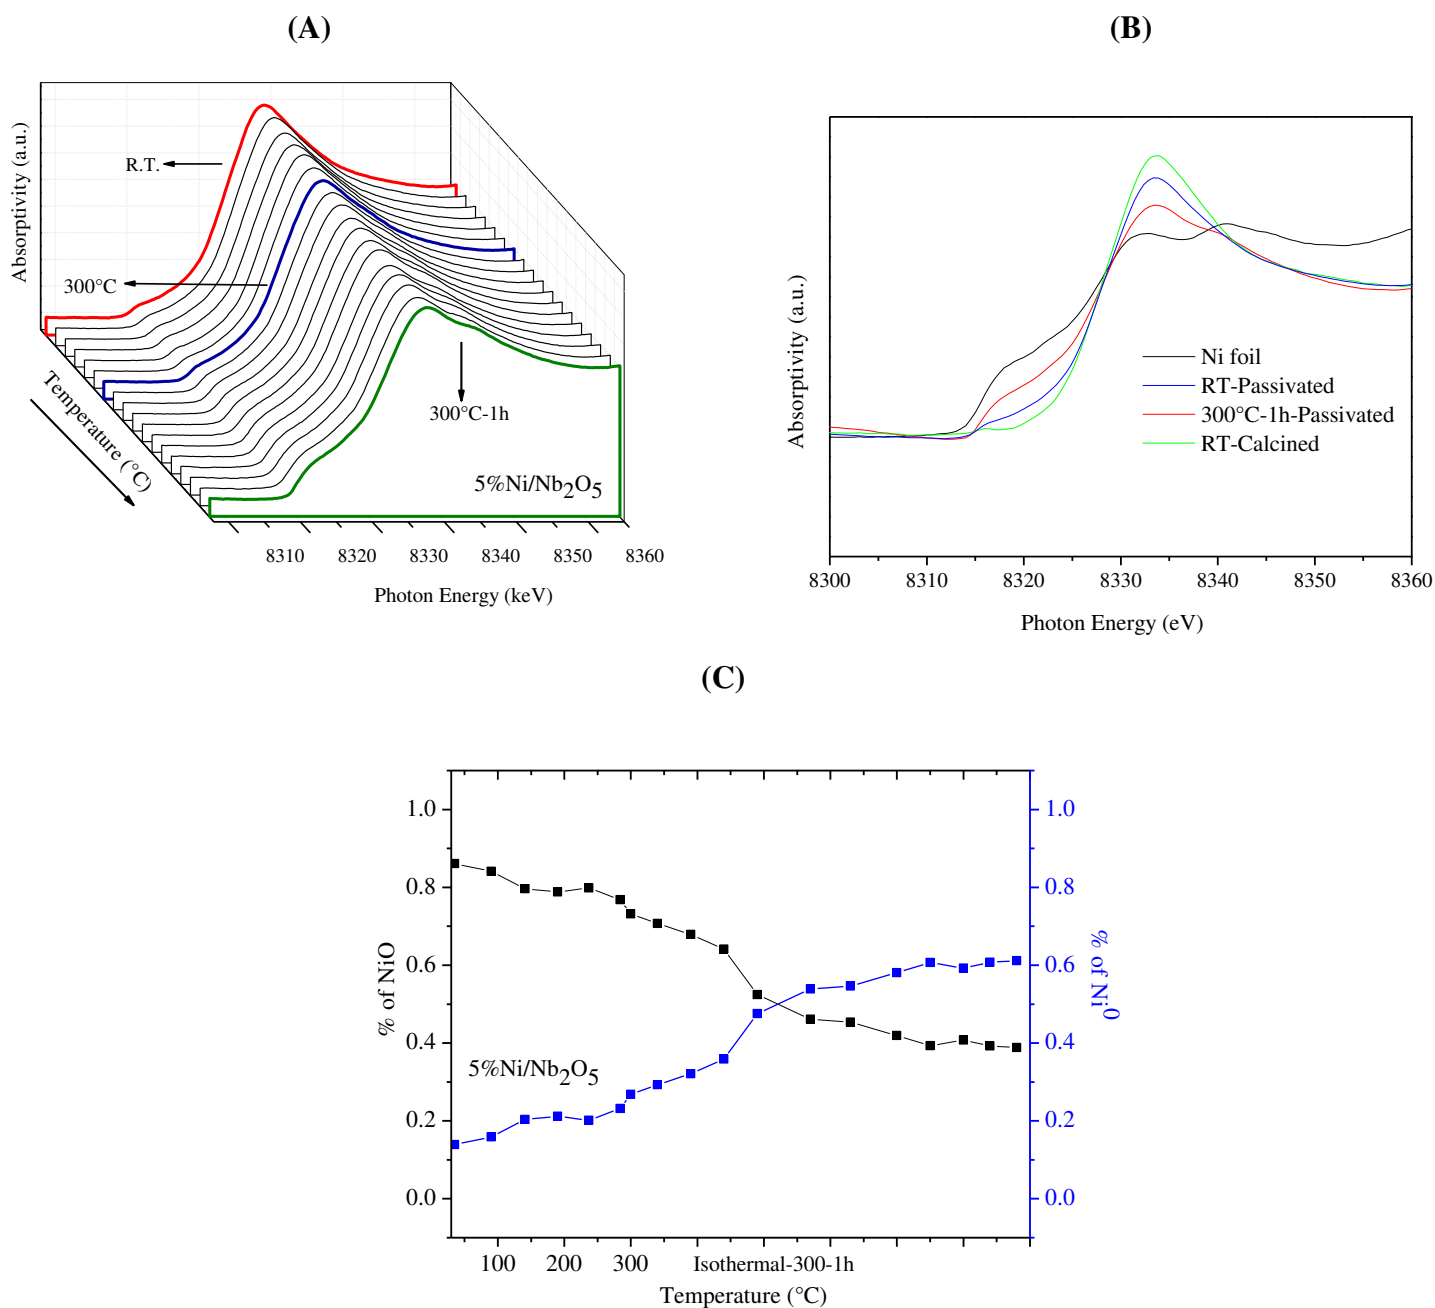 (A)
Absorptivity (a.u.)
R.T.
300°C
300°C-1h
5%Ni/Nb2O5
Temperature (°C)
8310 8320 8330 8340 8350 8360
Photon Energy (keV)
(B)
Absorptivity (a.u.)
Ni foil
RT-Passivated
300°C-1h-Passivated
RT-Calcined
8300 8310 8320 8330 8340 8350 8360
Photon Energy (eV)
(C)
1.0
0.8
0.6
0.4
0.2
0.0
% of NiO
5%Ni/Nb2O5
1.0
0.8
0.6
0.4
0.2
0.0
% of Ni0
100 200 300 Isothermal-300-1h
Temperature (°C)